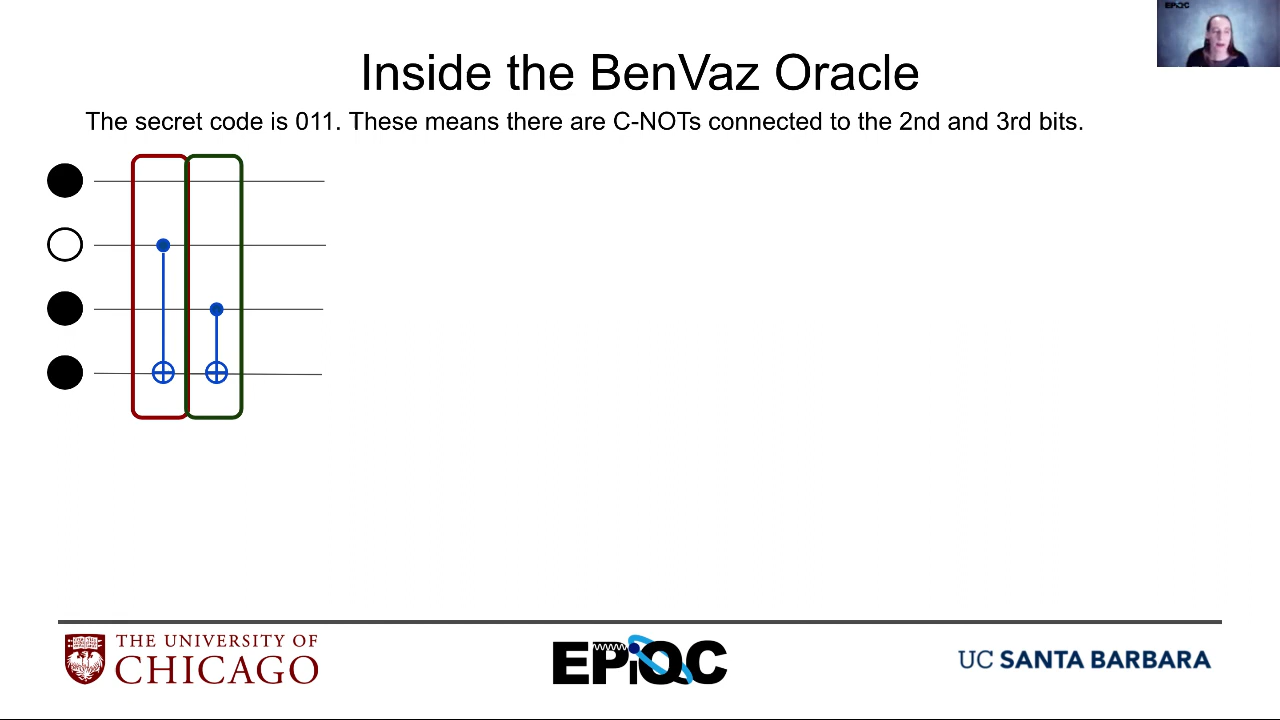 EPiQC
Inside the BenVaz Oracle
The secret code is 011. These means there are C-NOTs connected to the 2nd and 3rd bits.
THE UNIVERSITY OF
CHICAGO
EPiQC
UC SANTA BARBARA